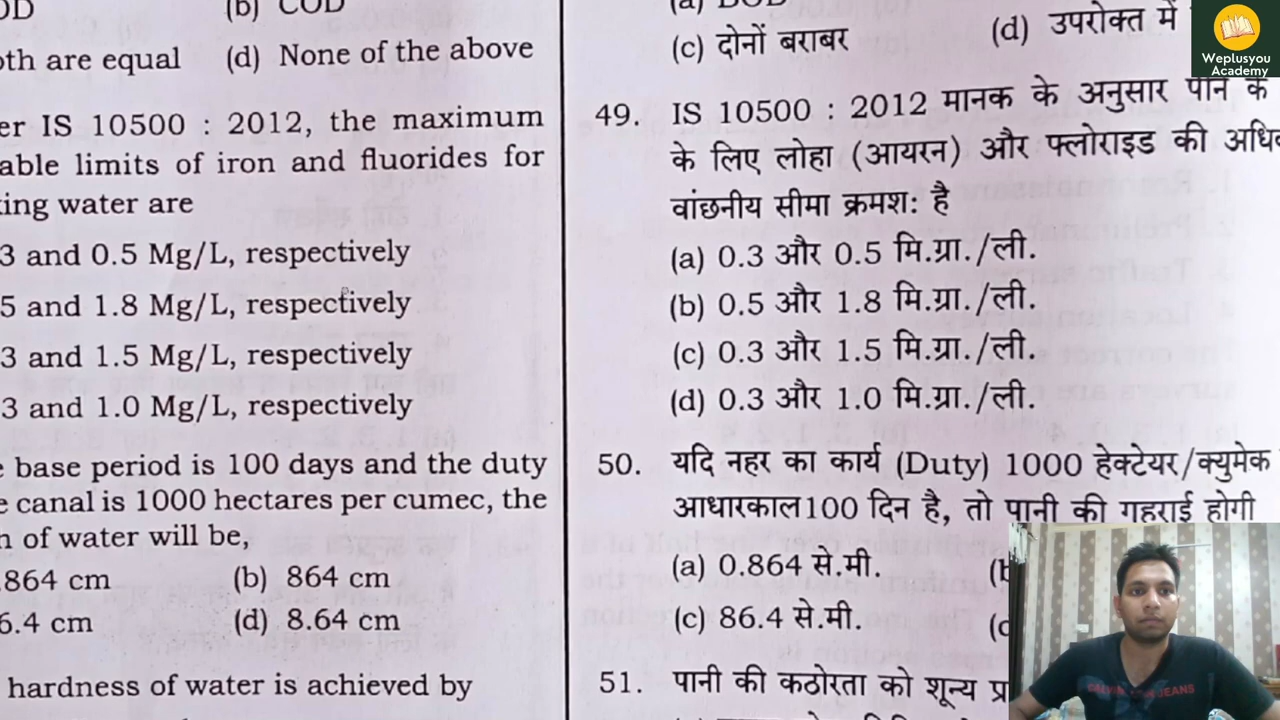 (b) COD
oth are equal (d) None of the above
er IS 10500 : 2012, the maximum
able limits of iron and fluorides for
king water are
3 and 0.5 Mg/L, respectively
5 and 1.8 Mg/L, respectively
3 and 1.5 Mg/L, respectively
3 and 1.0 Mg/L, respectively
e base period is 100 days and the duty
e canal is 1000 hectares per cumec, the
n of water will be,
864 cm (b) 864 cm
6.4 cm (d) 8.64 cm
hardness of water is achieved by
(a) BOD
(c) दोनों बराबर (d) उपरोक्त में
49. IS 10500 : 2012 मानक के अनुसार पीने के
के लिए लोहा (आयरन) और फ्लोराइड की अधि
वांछनीय सीमा क्रमश: है
(a) 0.3 और 0.5 मि.ग्रा./ली.
(b) 0.5 और 1.8 मि.ग्रा./ली.
(c) 0.3 और 1.5 मि.ग्रा./ली.
(d) 0.3 और 1.0 मि.ग्रा./ली.
50. यदि नहर का कार्य (Duty) 1000 हेक्टेयर/क्युमेक
आधारकाल 100 दिन है, तो पानी की गहराई होगी
(a) 0.864 से.मी.
(c) 86.4 से.मी.
51. पानी की कठोरता को शून्य प्रा
Weplusyou
Academy
CALVIN KLEIN JEANS